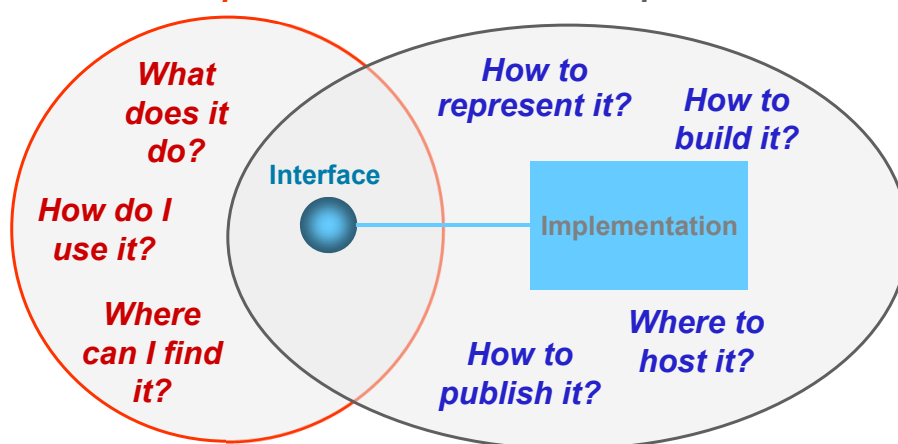 What
does it
do?
How do I
use it?
Where
can I find
it?
Interface
How to
represent it?
How to
build it?
Implementation
Where to
host it?
How to
publish it?